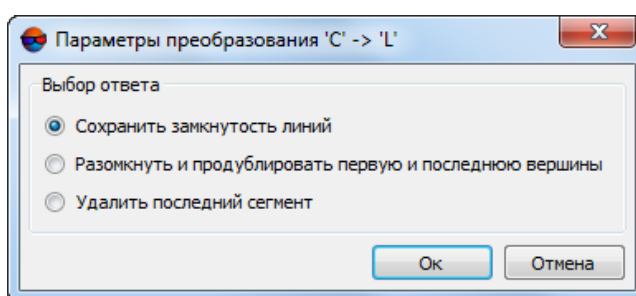 Параметры преобразования 'C' -> 'L'
Выбор ответа
Сохранить замкнутость линий
Разомкнуть и продублировать первую и последнюю вершины
Удалить последний сегмент
Ок Отмена